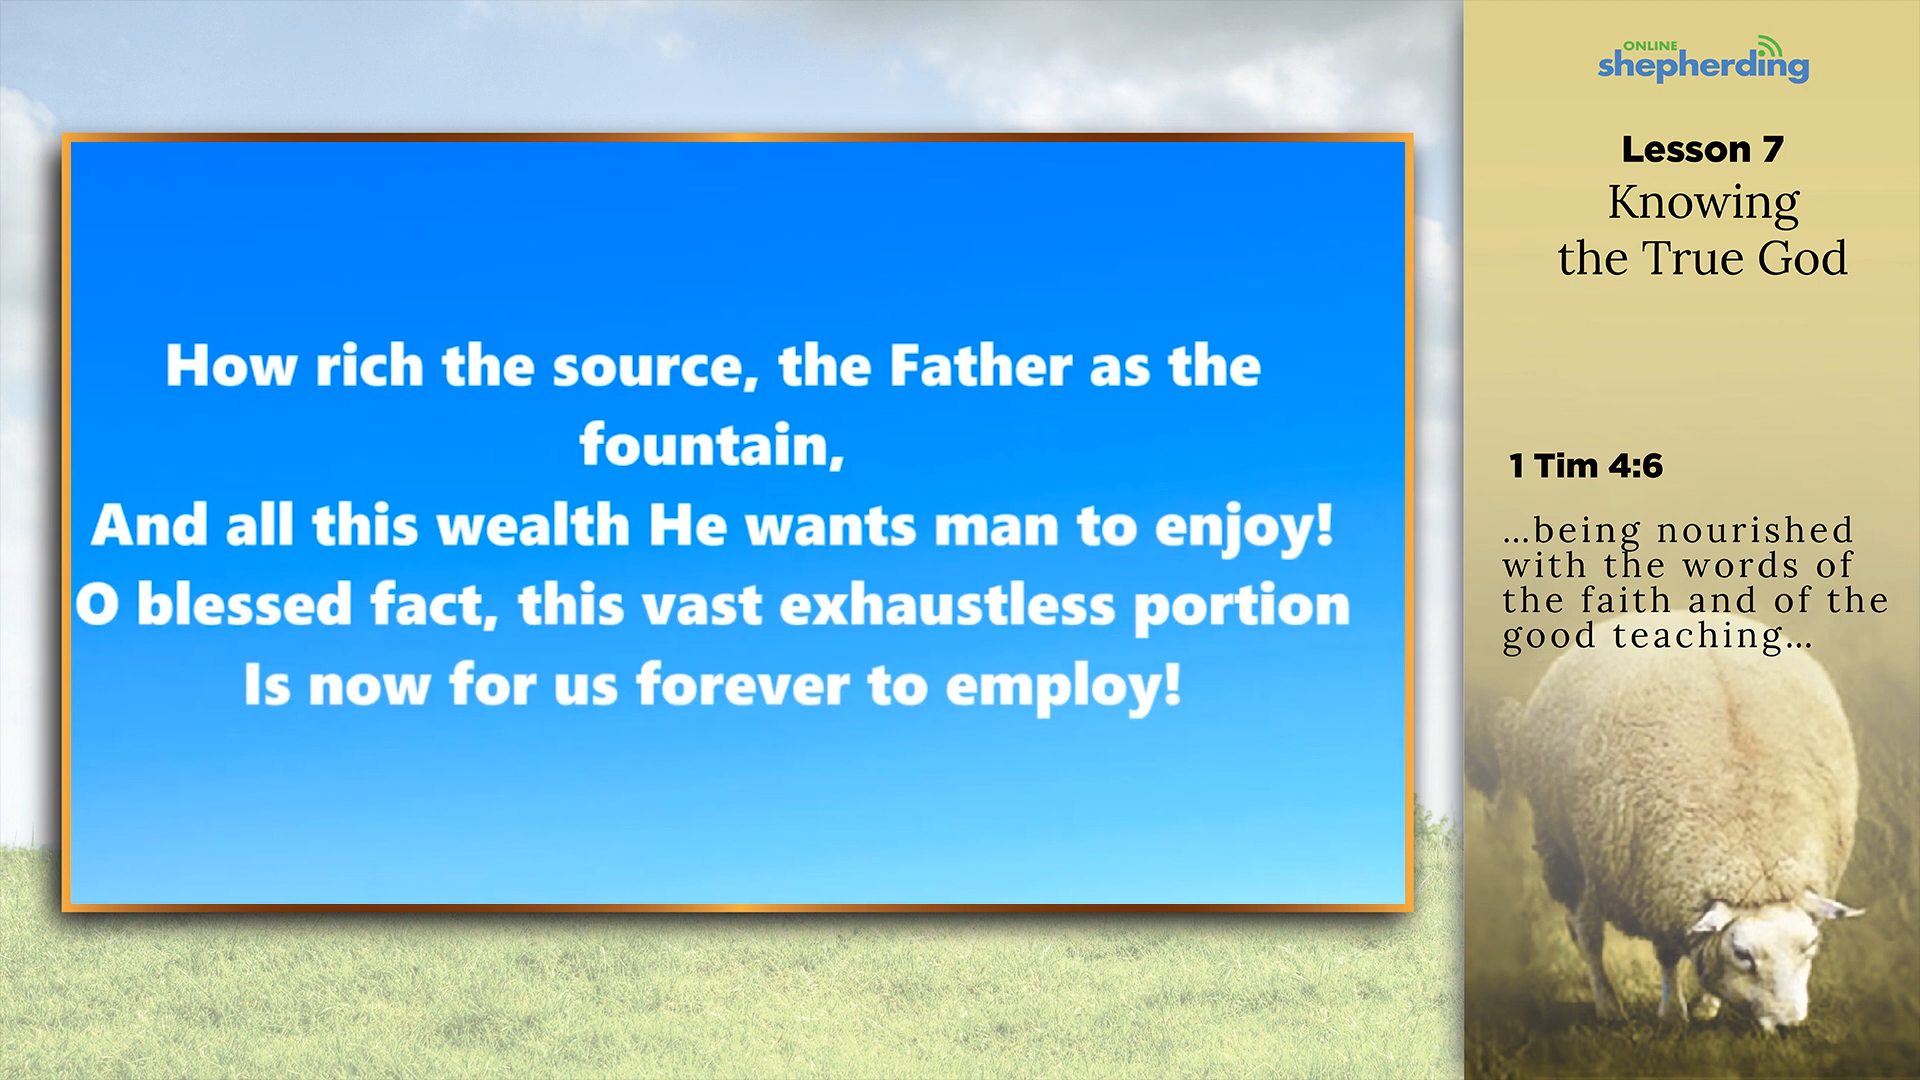 How rich the source, the Father as the
fountain,
And all this wealth He wants man to enjoy!
O blessed fact, this vast exhaustless portion
Is now for us forever to employ!
ONLINE
shepherding
Lesson 7
Knowing
the True God
1 Tim 4:6
...being nourished
with the words of
the faith and of the
good teaching...